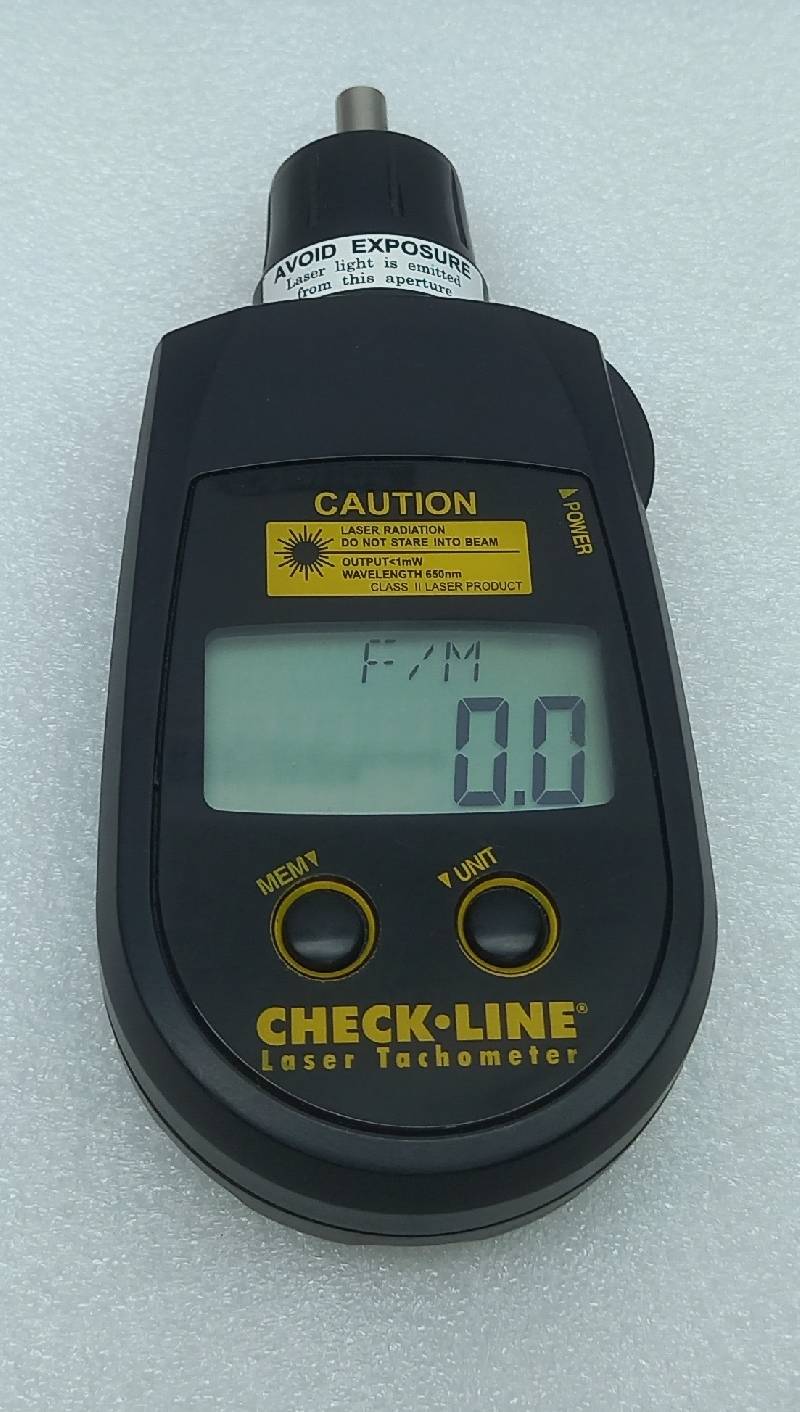 AVOID EXPOSURE
Laser light is emitted
from this aperture
CAUTION
▲POWER
LASER RADIATION
DO NOT STARE INTO BEAM
OUTPUT<1mW
WAVELENGTH 650nm
CLASS II LASER PRODUCT
F/M
0.0
MEM▼
▼UNIT
CHECK•LINE®
Laser Tachometer